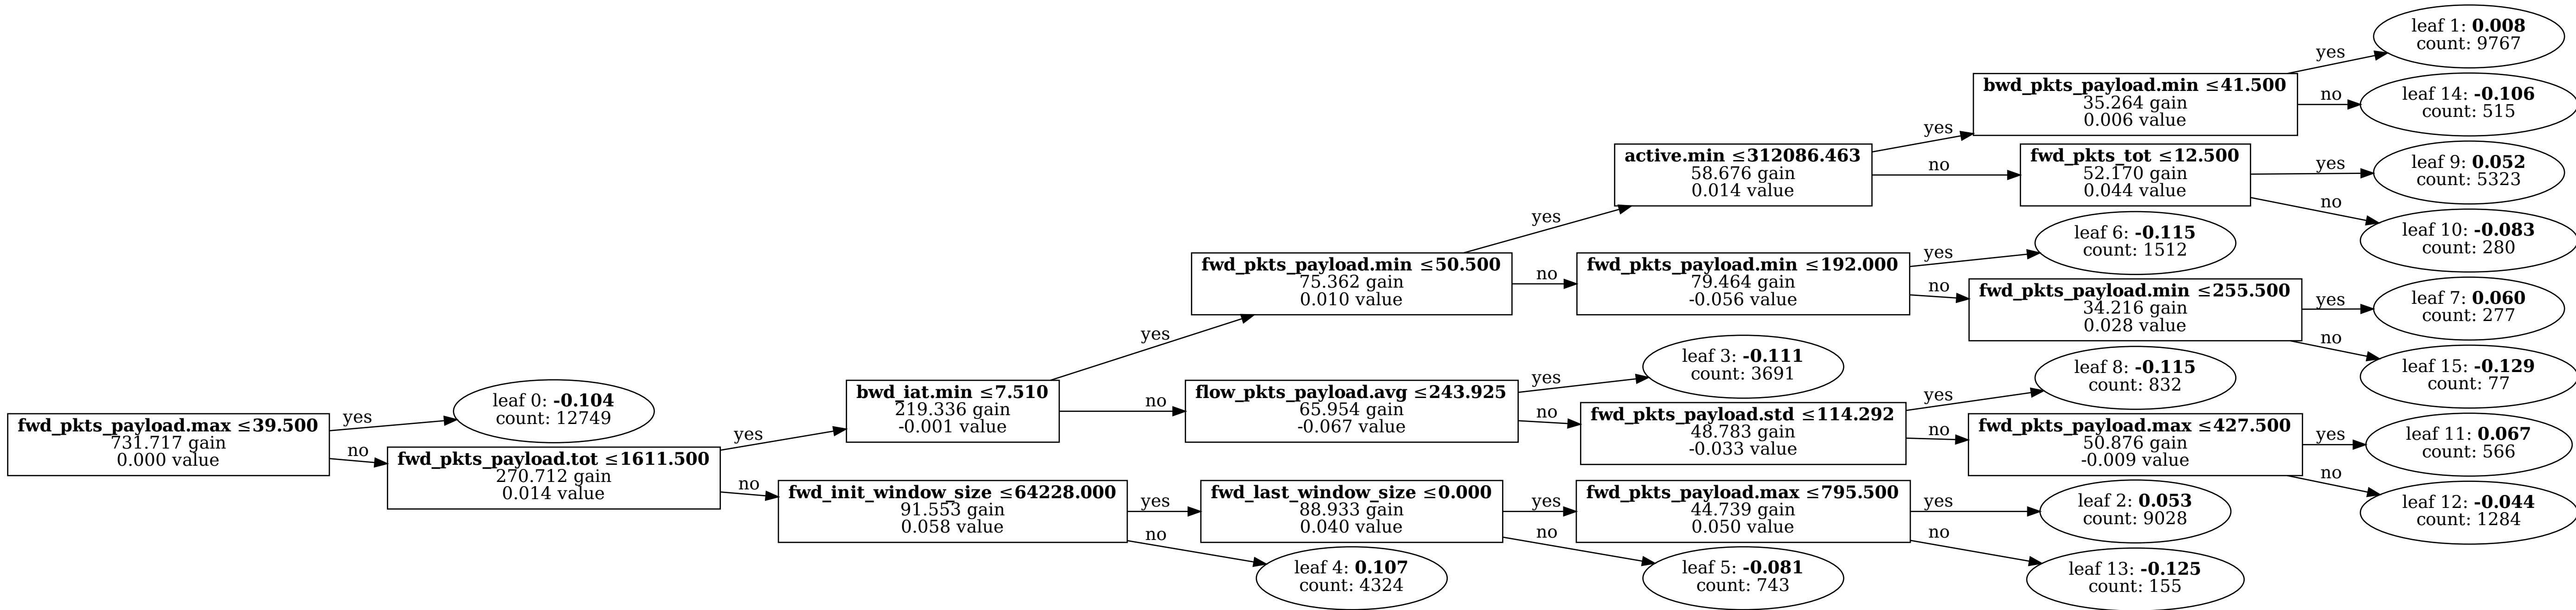 fwd_pkts_payload.max ≤39.500
731.717 gain
0.000 value
yes
no
leaf 0: -0.104
count: 12749
fwd_pkts_payload.tot ≤1611.500
270.712 gain
0.014 value
yes
no
bwd_iat.min ≤7.510
219.336 gain
-0.001 value
yes
no
fwd_init_window_size ≤64228.000
91.553 gain
0.058 value
yes
no
fwd_pkts_payload.min ≤50.500
75.362 gain
0.010 value
yes
no
flow_pkts_payload.avg ≤243.925
65.954 gain
-0.067 value
yes
no
fwd_last_window_size ≤0.000
88.933 gain
0.040 value
yes
no
leaf 4: 0.107
count: 4324
active.min ≤312086.463
58.676 gain
0.014 value
yes
no
fwd_pkts_payload.min ≤192.000
79.464 gain
-0.056 value
yes
no
leaf 3: -0.111
count: 3691
fwd_pkts_payload.std ≤114.292
48.783 gain
-0.033 value
yes
no
fwd_pkts_payload.max ≤795.500
44.739 gain
0.050 value
yes
no
leaf 5: -0.081
count: 743
bwd_pkts_payload.min ≤41.500
35.264 gain
0.006 value
yes
no
fwd_pkts_tot ≤12.500
52.170 gain
0.044 value
yes
no
leaf 6: -0.115
count: 1512
fwd_pkts_payload.min ≤255.500
34.216 gain
0.028 value
yes
no
leaf 8: -0.115
count: 832
fwd_pkts_payload.max ≤427.500
50.876 gain
-0.009 value
yes
no
leaf 2: 0.053
count: 9028
leaf 13: -0.125
count: 155
leaf 1: 0.008
count: 9767
leaf 14: -0.106
count: 515
leaf 9: 0.052
count: 5323
leaf 10: -0.083
count: 280
leaf 7: 0.060
count: 277
leaf 15: -0.129
count: 77
leaf 11: 0.067
count: 566
leaf 12: -0.044
count: 1284